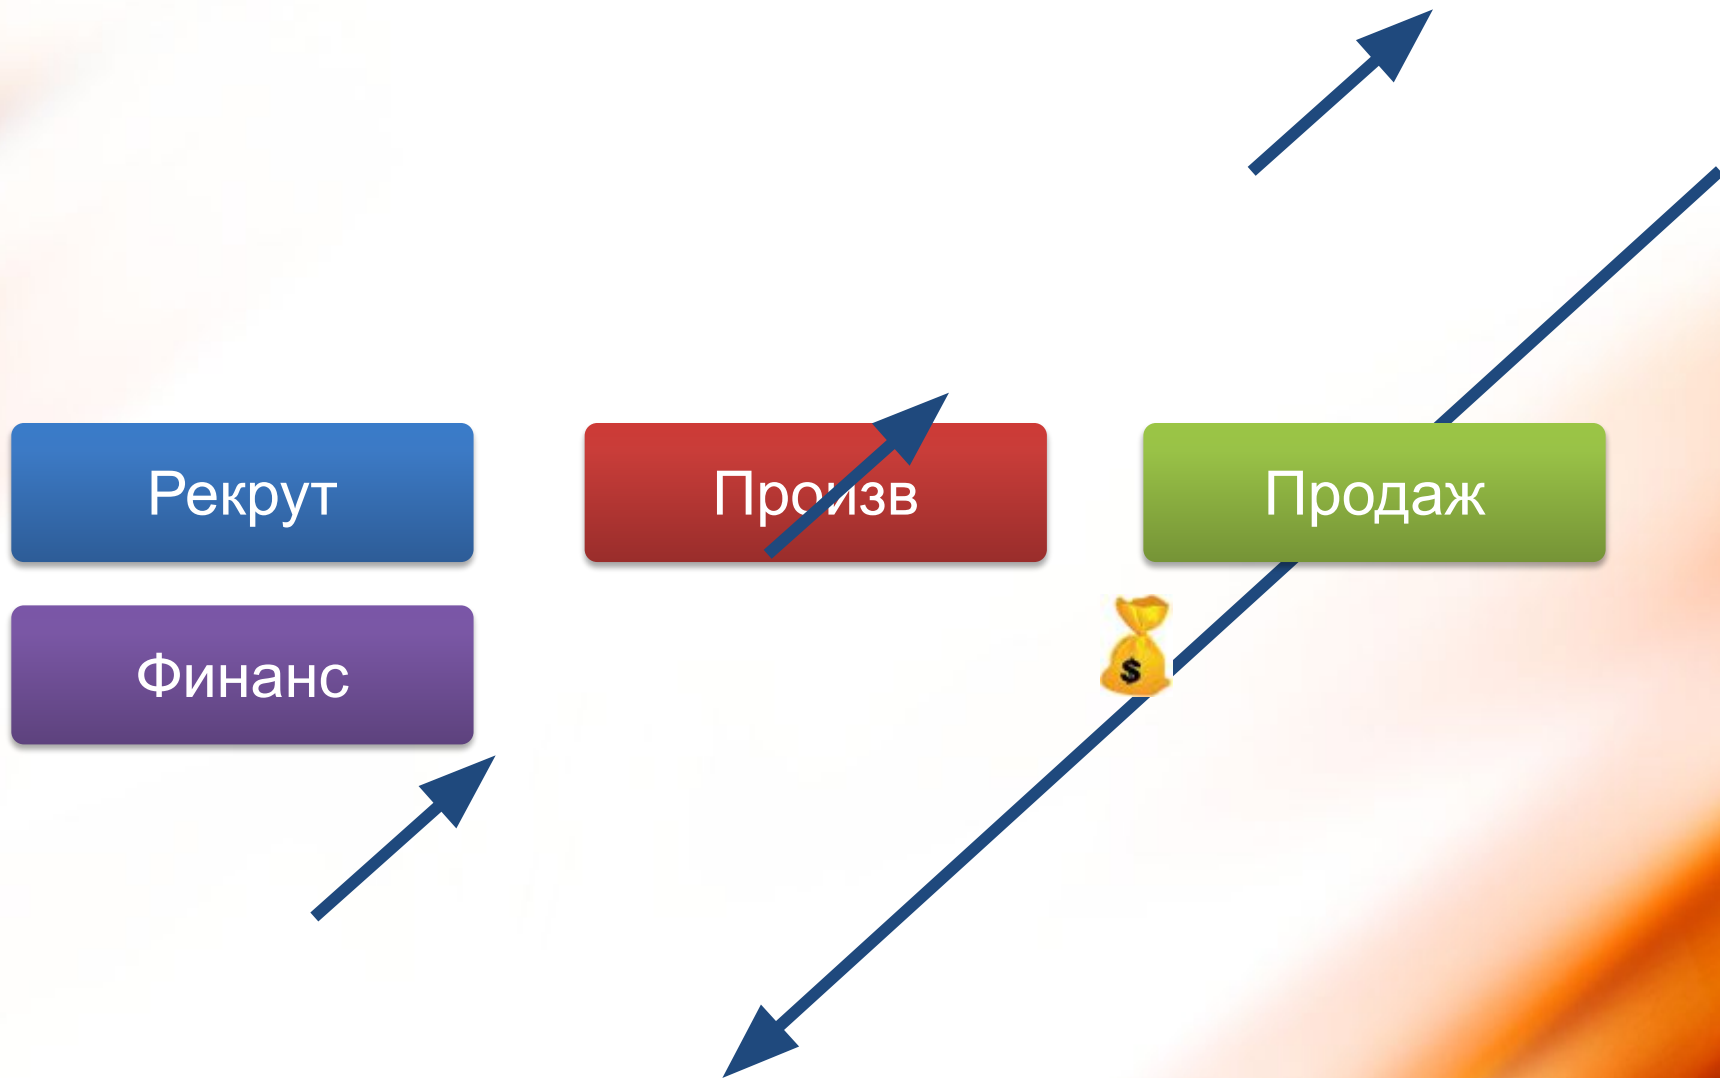 Рекрут
Произв
Продаж
Финанс
$